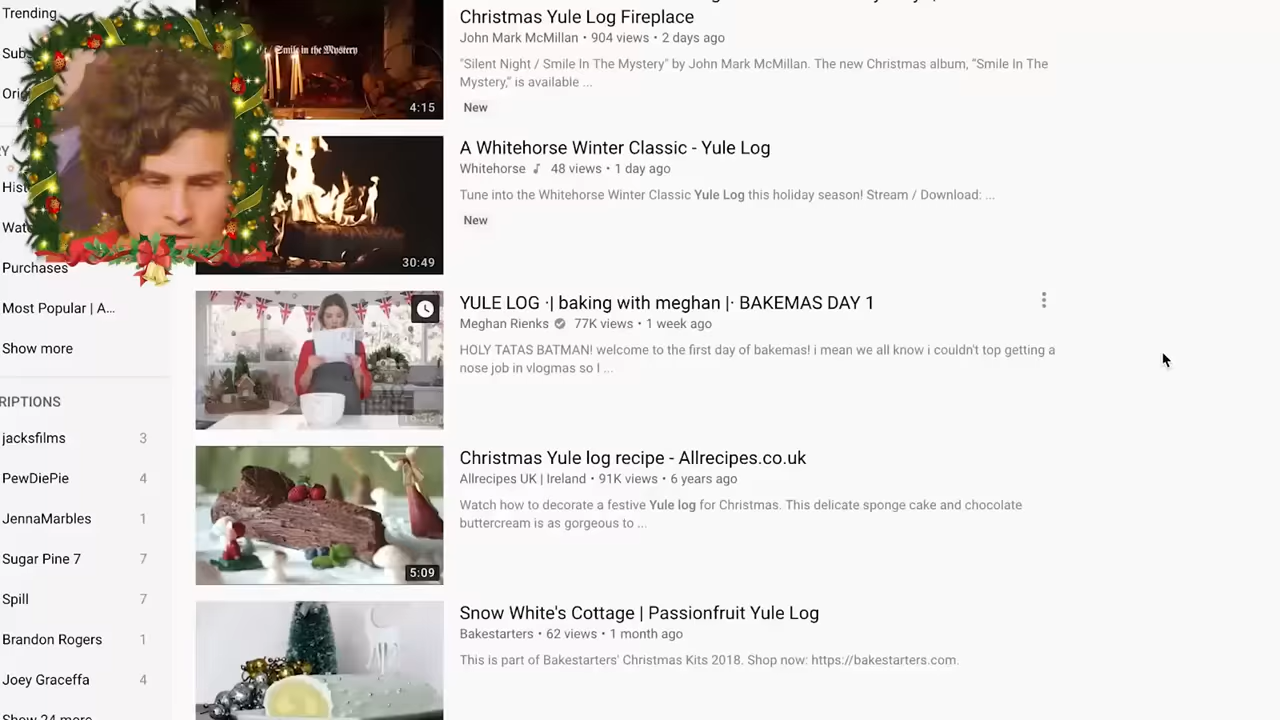 Trending
Sub
Orig
RY
Hist
Wat
Purchases
Most Popular | A...
Show more
RIPTIONS
jacksfilms 3
PewDiePie 4
JennaMarbles 1
Sugar Pine 7 7
Spill 7
Brandon Rogers 1
Joey Graceffa 4
Show 24 more
Smile in the Mystery
4:15
Christmas Yule Log Fireplace
John Mark McMillan • 904 views • 2 days ago
"Silent Night / Smile In The Mystery" by John Mark McMillan. The new Christmas album, “Smile In The
Mystery,” is available ...
New
30:49
A Whitehorse Winter Classic - Yule Log
Whitehorse ♪ 48 views • 1 day ago
Tune into the Whitehorse Winter Classic Yule Log this holiday season! Stream / Download: ...
New
YULE LOG ·| baking with meghan |· BAKEMAS DAY 1
Meghan Rienks 77K views • 1 week ago
HOLY TATAS BATMAN! welcome to the first day of bakemas! i mean we all know i couldn't top getting a
nose job in vlogmas so I ...
5:09
Christmas Yule log recipe - Allrecipes.co.uk
Allrecipes UK | Ireland • 91K views • 6 years ago
Watch how to decorate a festive Yule log for Christmas. This delicate sponge cake and chocolate
buttercream is as gorgeous to ...
Snow White's Cottage | Passionfruit Yule Log
Bakestarters • 62 views • 1 month ago
This is part of Bakestarters' Christmas Kits 2018. Shop now: https://bakestarters.com.